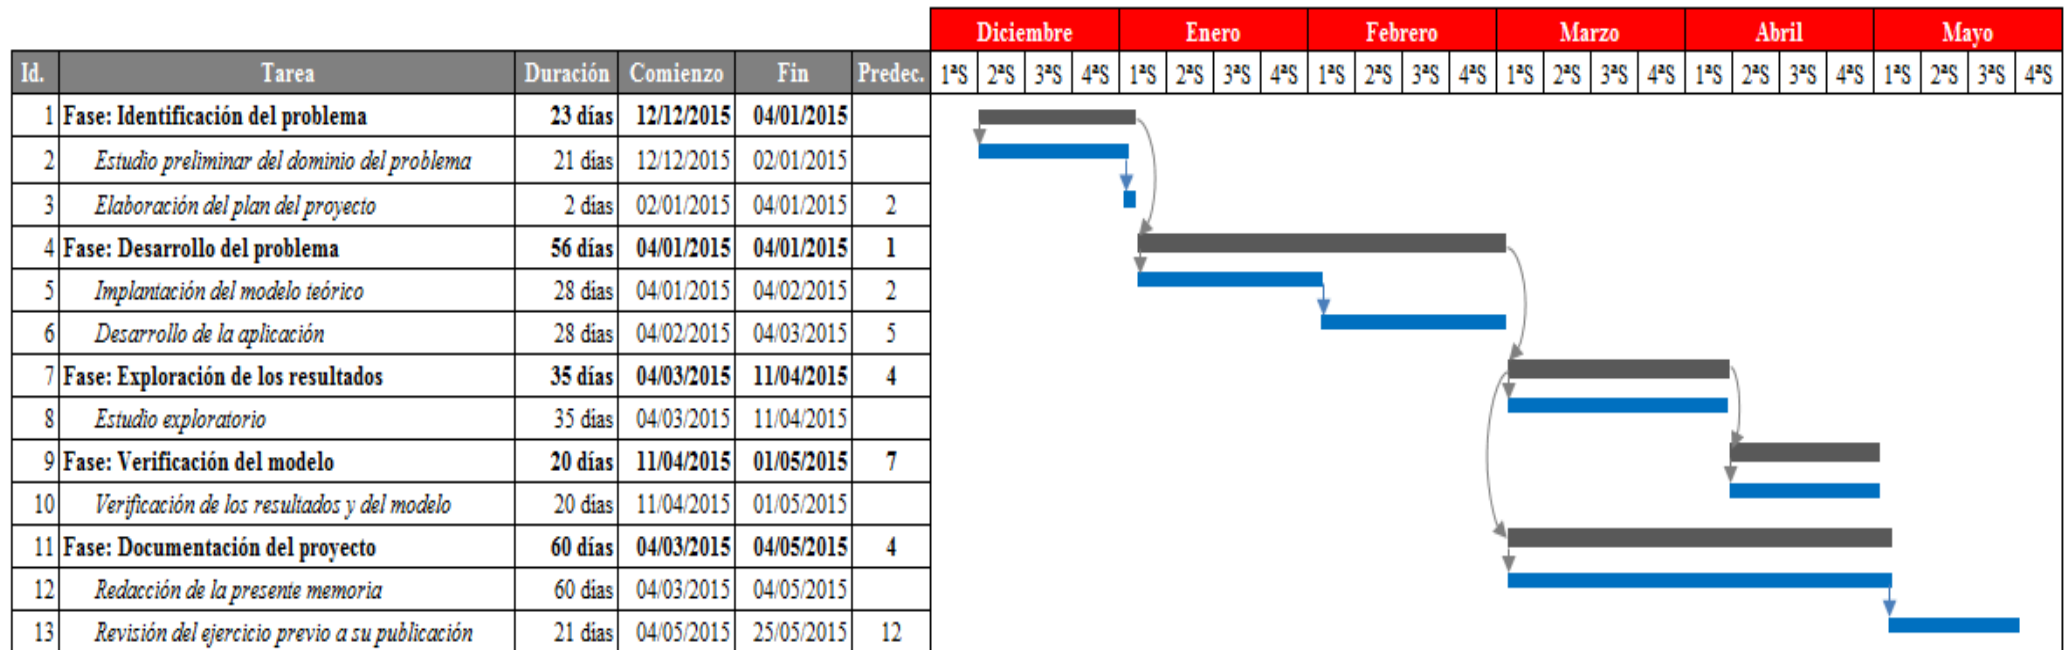 Diciembre Enero Febrero Marzo Abril Mayo
Id. Tarea Duración Comienzo Fin Predec. 1ªS 2ªS 3ªS 4ªS 1ªS 2ªS 3ªS 4ªS 1ªS 2ªS 3ªS 4ªS 1ªS 2ªS 3ªS 4ªS 1ªS 2ªS 3ªS 4ªS 1ªS 2ªS 3ªS 4ªS
1 Fase: Identificación del problema 23 días 12/12/2015 04/01/2015
2 Estudio preliminar del dominio del problema 21 días 12/12/2015 02/01/2015
3 Elaboración del plan del proyecto 2 días 02/01/2015 04/01/2015 2
4 Fase: Desarrollo del problema 56 días 04/01/2015 04/01/2015 1
5 Implantación del modelo teórico 28 días 04/01/2015 04/02/2015 2
6 Desarrollo de la aplicación 28 días 04/02/2015 04/03/2015 5
7 Fase: Exploración de los resultados 35 días 04/03/2015 11/04/2015 4
8 Estudio exploratorio 35 días 04/03/2015 11/04/2015
9 Fase: Verificación del modelo 20 días 11/04/2015 01/05/2015 7
10 Verificación de los resultados y del modelo 20 días 11/04/2015 01/05/2015
11 Fase: Documentación del proyecto 60 días 04/03/2015 04/05/2015 4
12 Redacción de la presente memoria 60 días 04/03/2015 04/05/2015
13 Revisión del ejercicio previo a su publicación 21 días 04/05/2015 25/05/2015 12